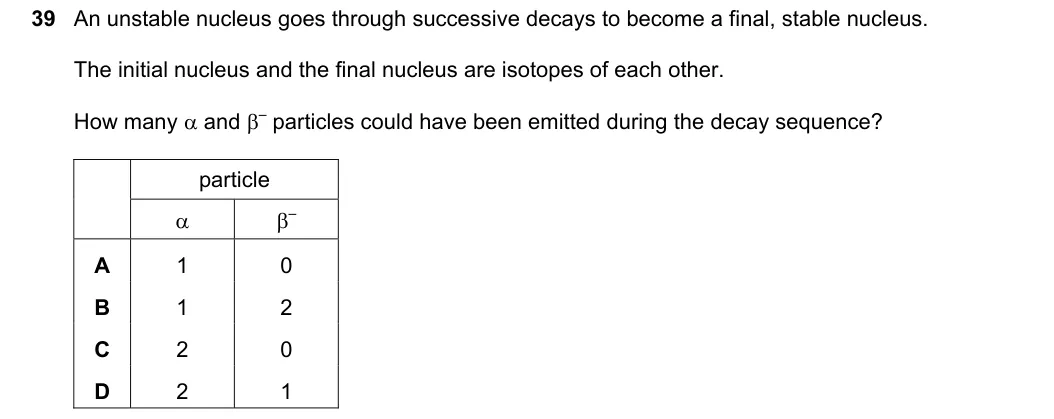 39 An unstable nucleus goes through successive decays to become a final, stable nucleus.
The initial nucleus and the final nucleus are isotopes of each other.
How many α and β⁻ particles could have been emitted during the decay sequence?
particle
α β⁻
A 1 0
B 1 2
C 2 0
D 2 1